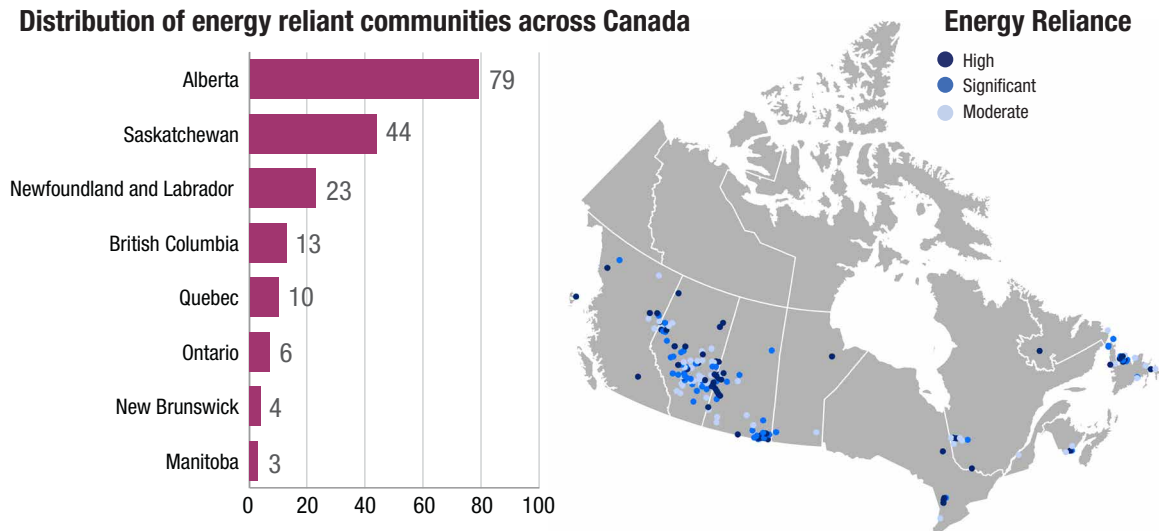 Distribution of energy reliant communities across Canada
Alberta 79
Saskatchewan 44
Newfoundland and Labrador 23
British Columbia 13
Quebec 10
Ontario 6
New Brunswick 4
Manitoba 3
0 20 40 60 80 100
Energy Reliance
High
Significant
Moderate